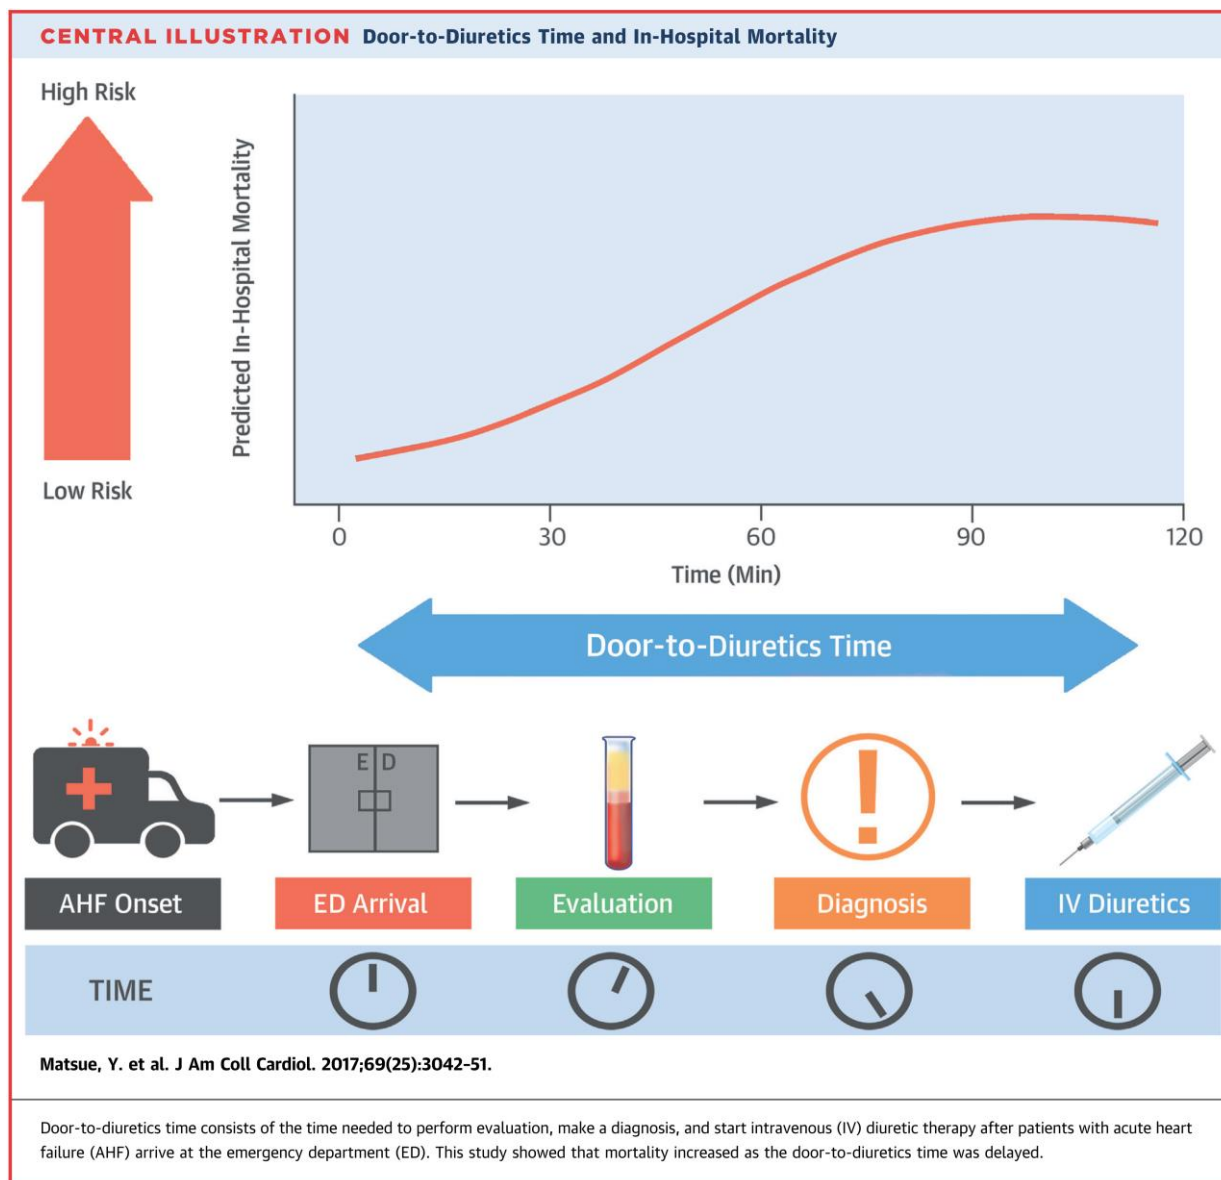 CENTRAL ILLUSTRATION Door-to-Diuretics Time and In-Hospital Mortality
High Risk
Low Risk
Predicted In-Hospital Mortality
0 30 60 90 120
Time (Min)
Door-to-Diuretics Time
E D
AHF Onset
ED Arrival
Evaluation
Diagnosis
IV Diuretics
TIME
Matsue, Y. et al. J Am Coll Cardiol. 2017;69(25):3042–51.
Door-to-diuretics time consists of the time needed to perform evaluation, make a diagnosis, and start intravenous (IV) diuretic therapy after patients with acute heart
failure (AHF) arrive at the emergency department (ED). This study showed that mortality increased as the door-to-diuretics time was delayed.